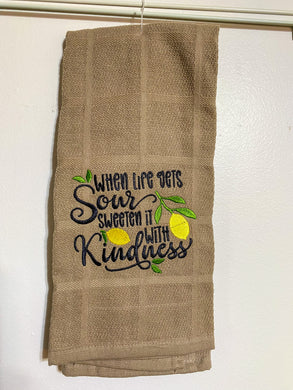 WHEN LIFE GETS
Sour
SWEETEN IT
WITH
Kindness